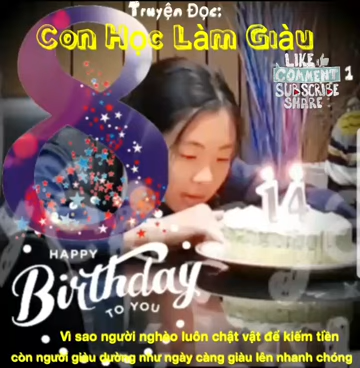 Truyện Đọc:
Con Học Làm Giàu
LIKE
COMMENT 1
SUBSCRIBE
SHARE
8
14
HAPPY
Birthday
TO YOU
Vì sao người nghèo luôn chật vật để kiếm tiền
còn người giàu dường như ngày càng giàu lên nhanh chóng